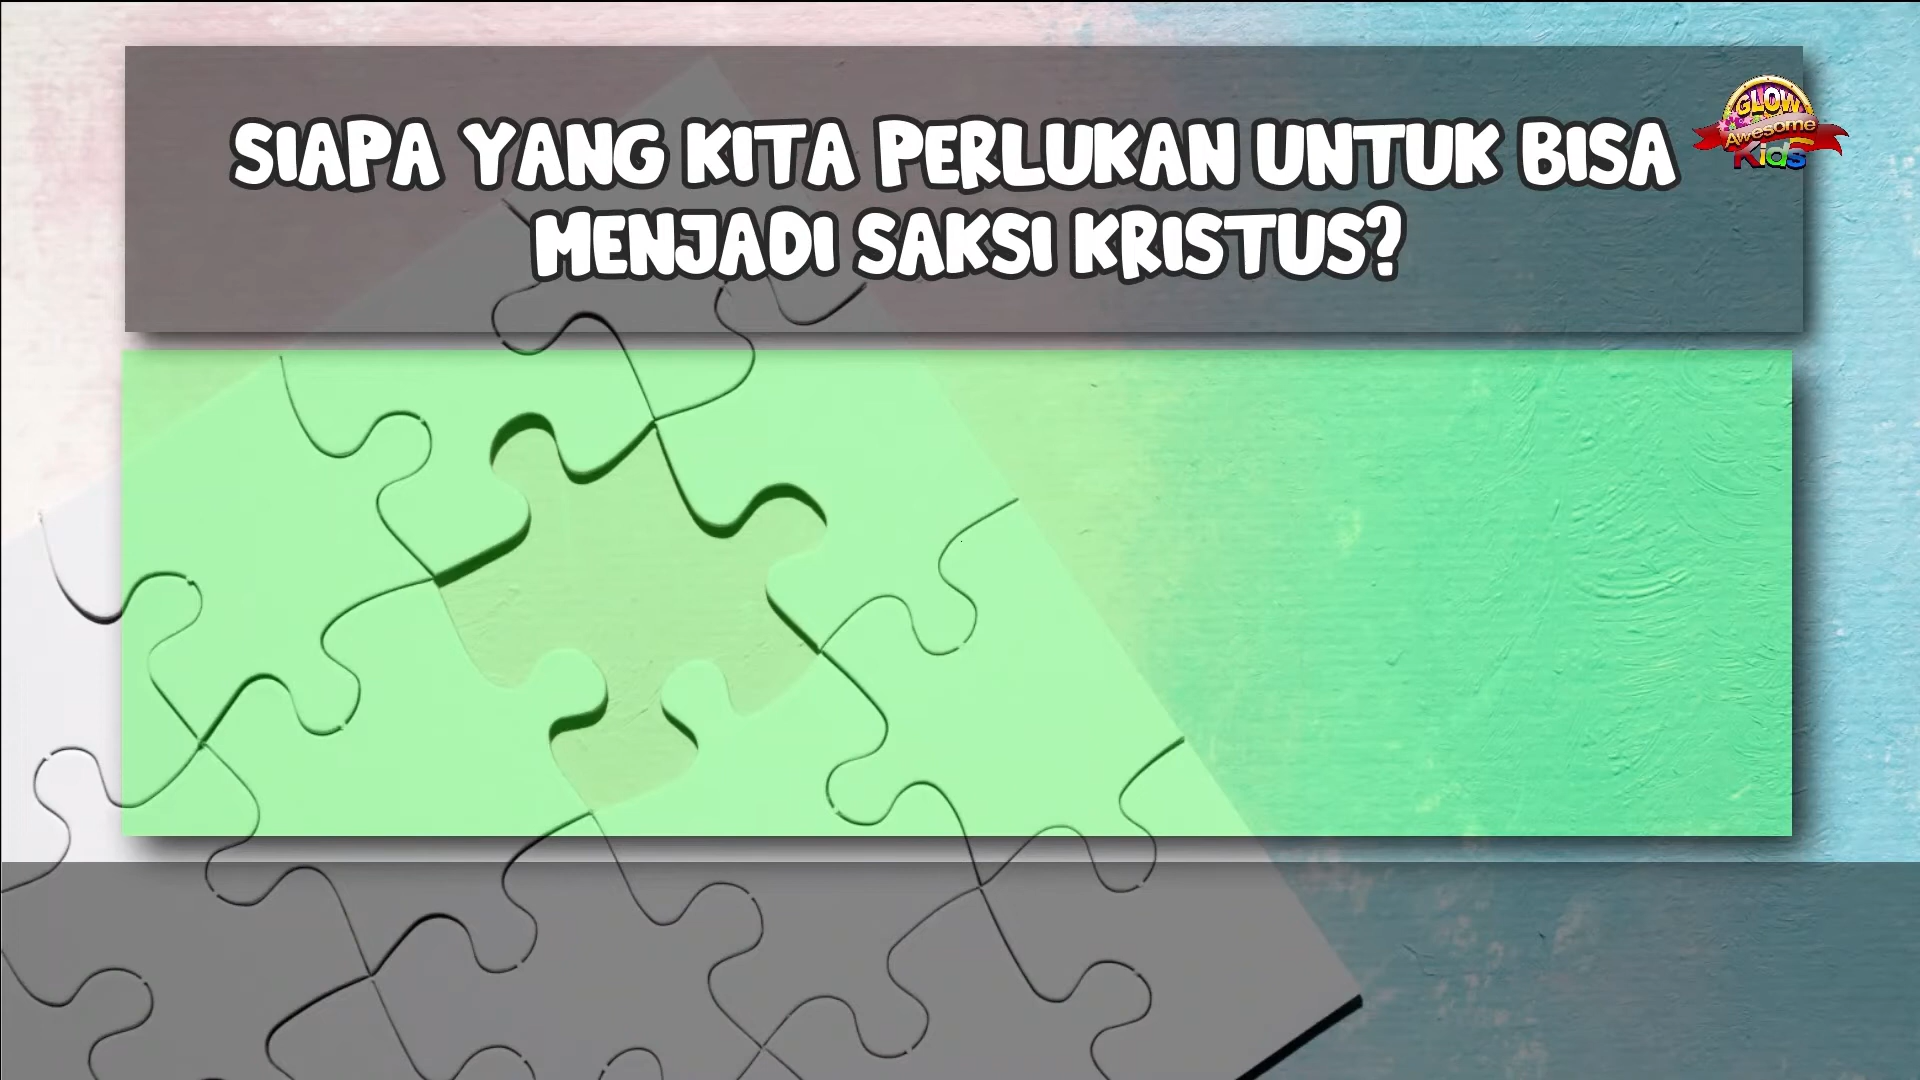 SIAPA YANG KITA PERLUKAN UNTUK BISA
MENJADI SAKSI KRISTUS?
GLOW
Awesome
Kids